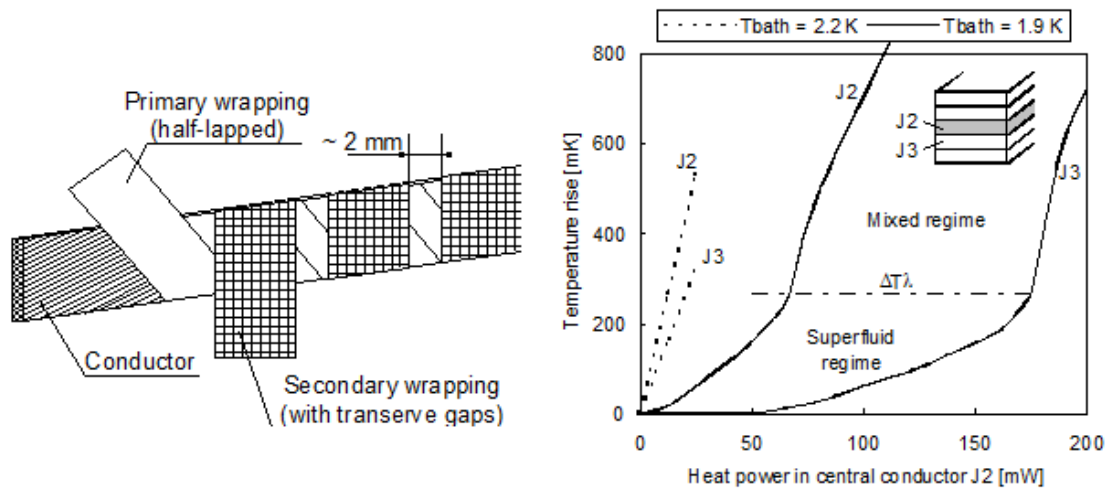 Primary wrapping
(half-lapped)
~ 2 mm
Conductor
Secondary wrapping
(with transerve gaps)
Tbath = 2.2 K
Tbath = 1.9 K
Temperature rise [mK]
800
600
400
200
0
J2
J3
J2
J3
J2
J3
Mixed regime
ΔTλ
Superfluid
regime
0
50
100
150
200
Heat power in central conductor J2 [mW]